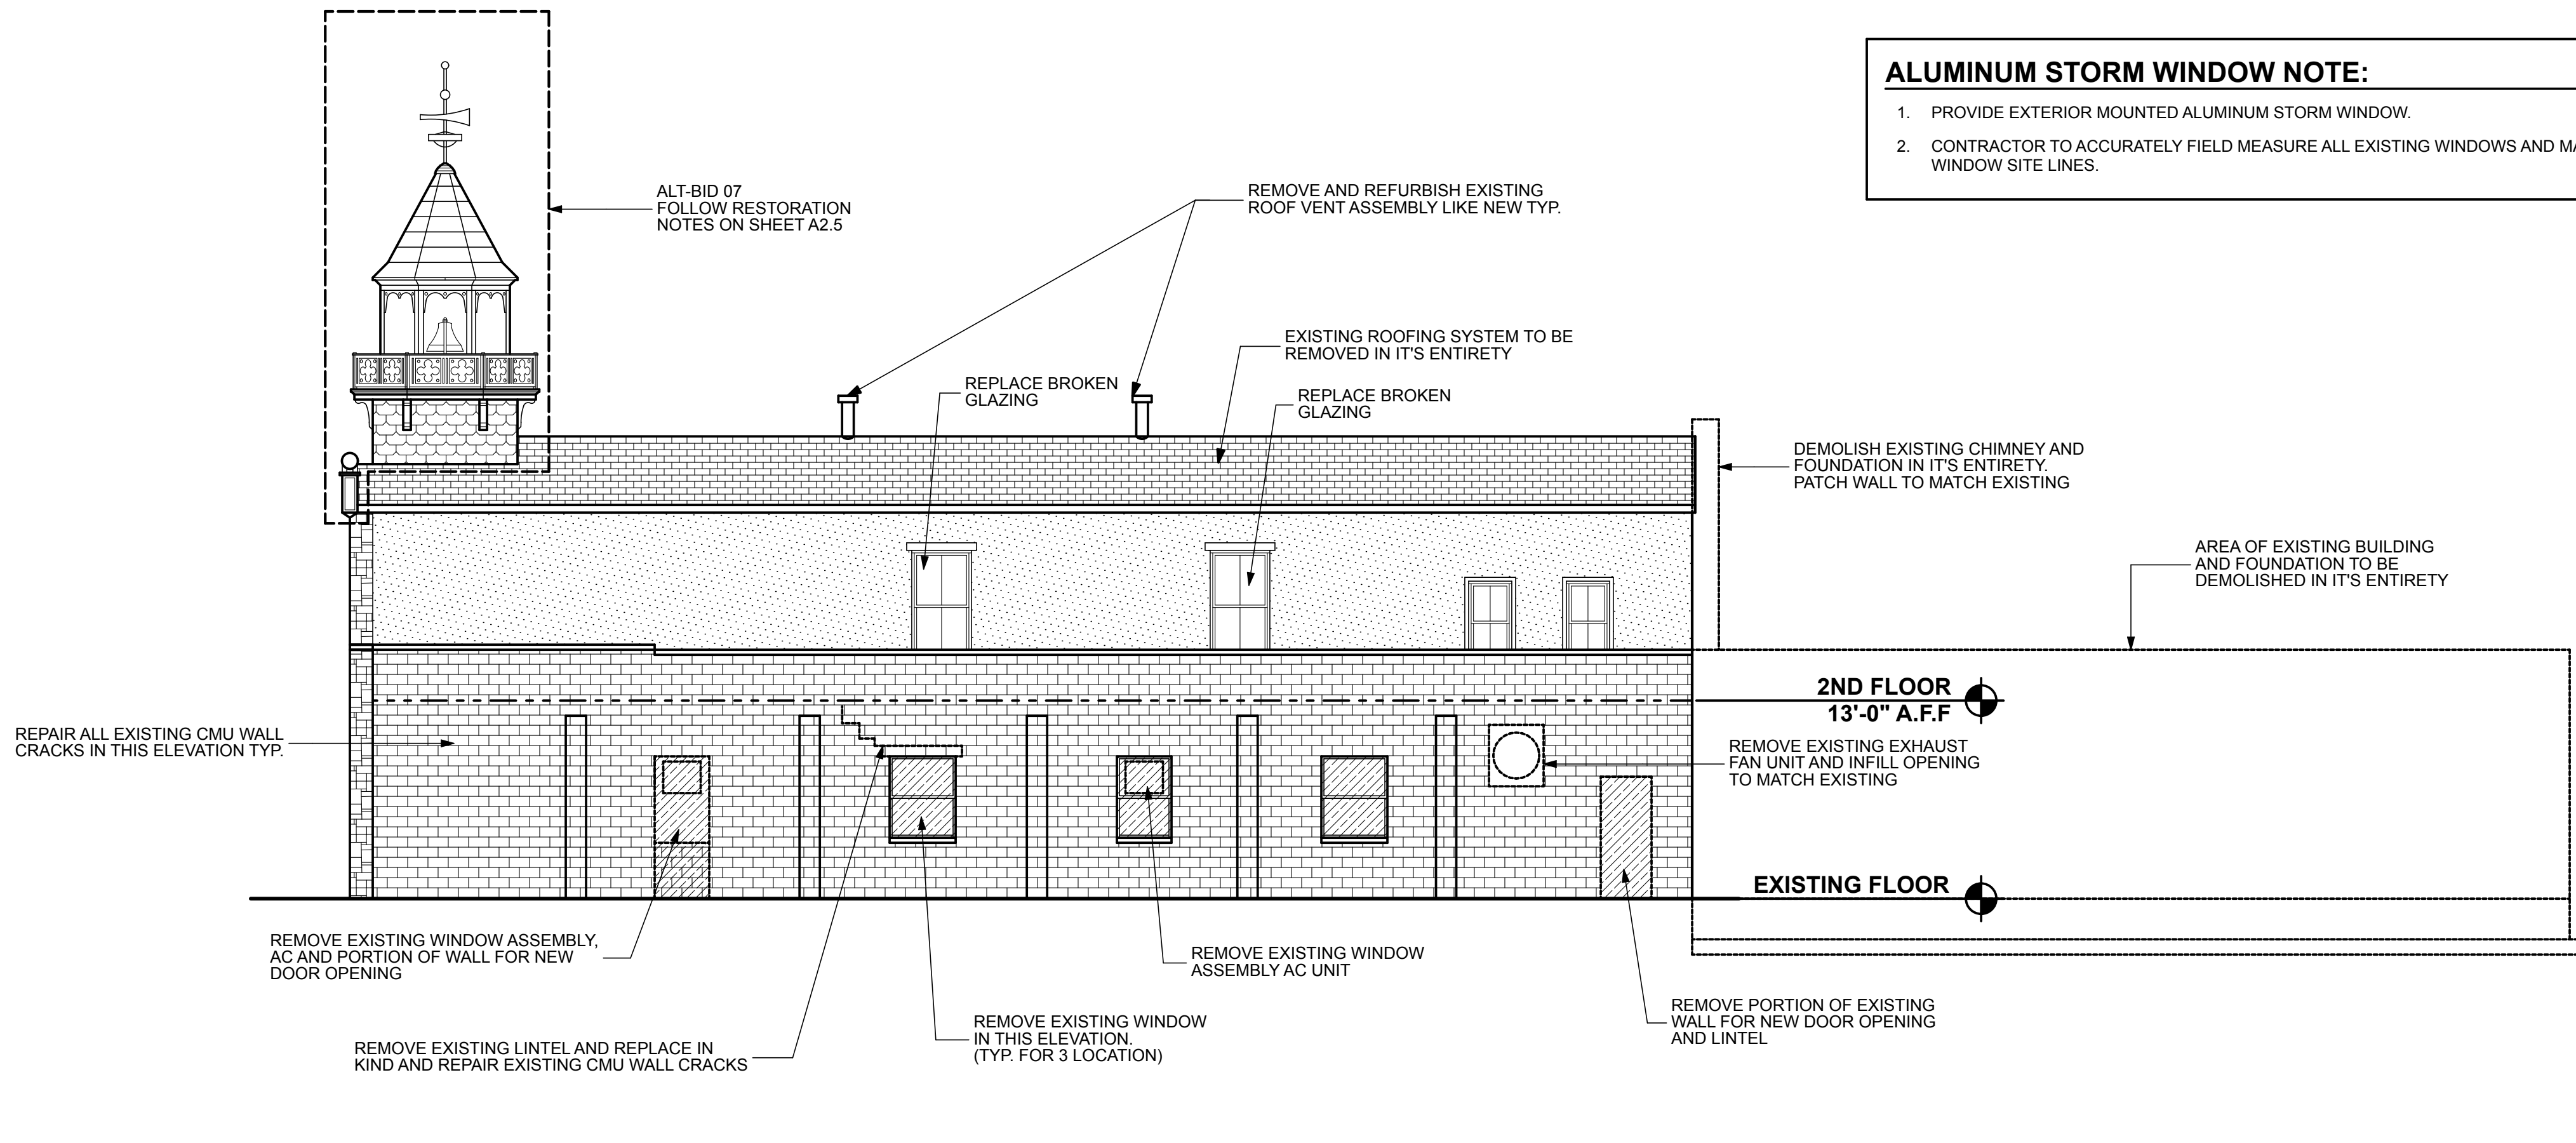 ALUMINUM STORM WINDOW NOTE:
1. PROVIDE EXTERIOR MOUNTED ALUMINUM STORM WINDOW.
2. CONTRACTOR TO ACCURATELY FIELD MEASURE ALL EXISTING WINDOWS AND
WINDOW SITE LINES.
ALT-BID 07
FOLLOW RESTORATION
NOTES ON SHEET A2.5
REMOVE AND REFURBISH EXISTING
ROOF VENT ASSEMBLY LIKE NEW TYP.
EXISTING ROOFING SYSTEM TO BE
REMOVED IN IT'S ENTIRETY
REPLACE BROKEN
GLAZING
REPLACE BROKEN
GLAZING
DEMOLISH EXISTING CHIMNEY AND
FOUNDATION IN IT'S ENTIRETY.
PATCH WALL TO MATCH EXISTING
AREA OF EXISTING BUILDING
AND FOUNDATION TO BE
DEMOLISHED IN IT'S ENTIRETY
2ND FLOOR
13'-0" A.F.F
REPAIR ALL EXISTING CMU WALL
CRACKS IN THIS ELEVATION TYP.
REMOVE EXISTING EXHAUST
FAN UNIT AND INFILL OPENING
TO MATCH EXISTING
EXISTING FLOOR
REMOVE EXISTING WINDOW ASSEMBLY,
AC AND PORTION OF WALL FOR NEW
DOOR OPENING
REMOVE EXISTING WINDOW
ASSEMBLY AC UNIT
REMOVE PORTION OF EXISTING
WALL FOR NEW DOOR OPENING
AND LINTEL
REMOVE EXISTING WINDOW
IN THIS ELEVATION.
(TYP. FOR 3 LOCATION)
REMOVE EXISTING LINTEL AND REPLACE IN
KIND AND REPAIR EXISTING CMU WALL CRACKS